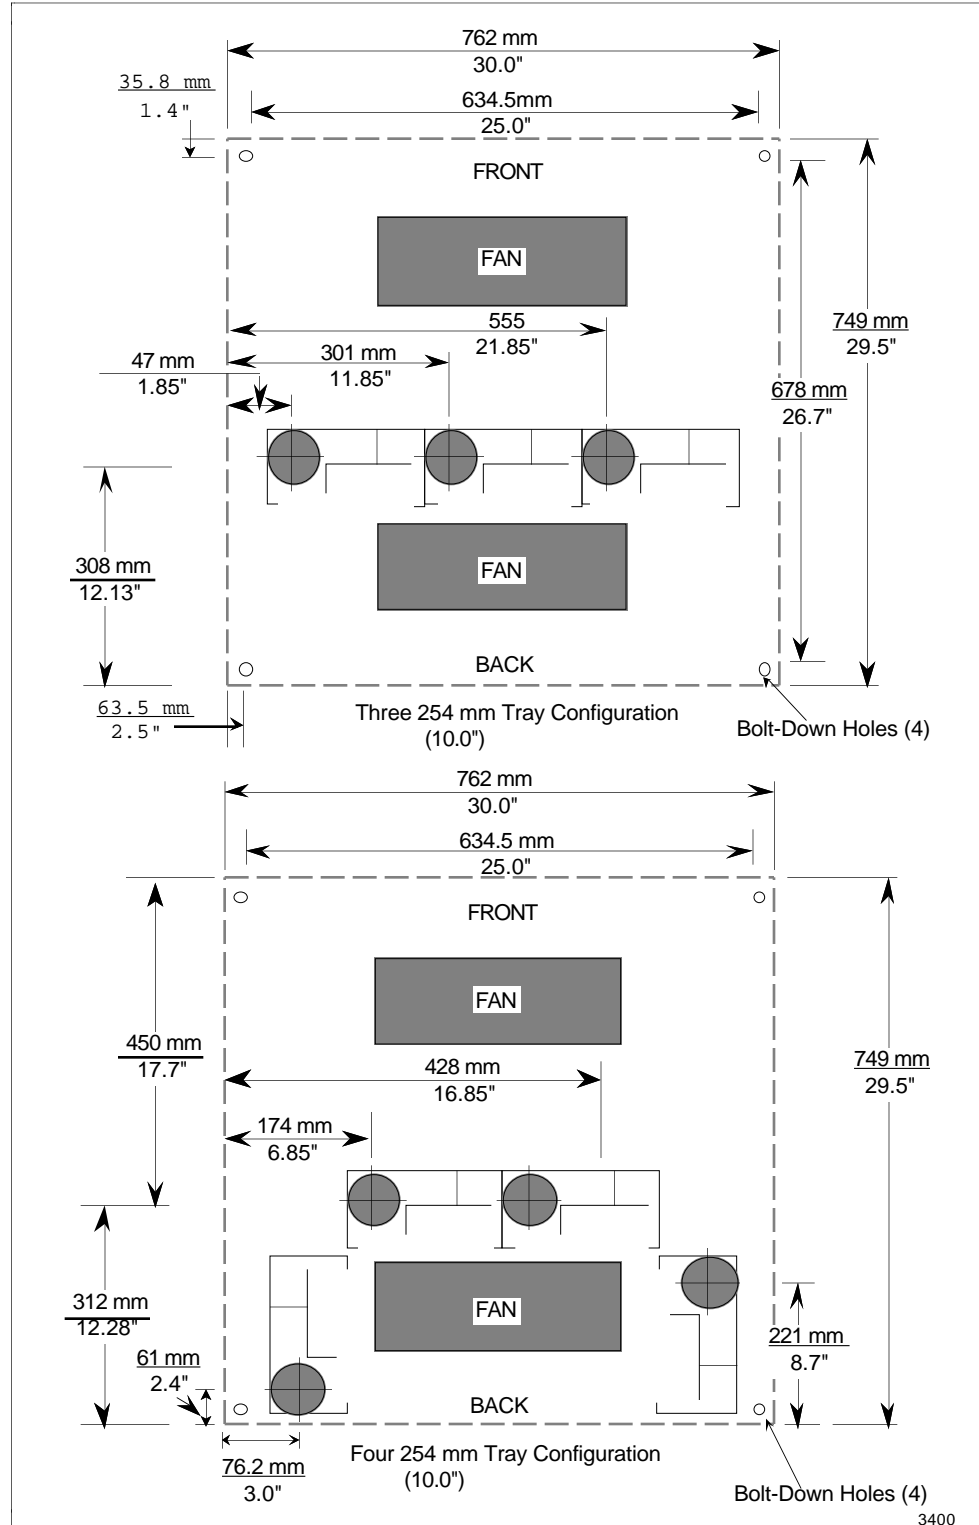 762 mm
30.0"
35.8 mm
1.4"
634.5mm
25.0"
FRONT
FAN
555
21.85"
749 mm
29.5"
47 mm
1.85"
301 mm
11.85"
678 mm
26.7"
308 mm
12.13"
FAN
BACK
63.5 mm
2.5"
Three 254 mm Tray Configuration
(10.0")
Bolt-Down Holes (4)
762 mm
30.0"
634.5 mm
25.0"
FRONT
FAN
450 mm
17.7"
428 mm
16.85"
749 mm
29.5"
174 mm
6.85"
312 mm
12.28"
FAN
221 mm
8.7"
61 mm
2.4"
BACK
76.2 mm
3.0"
Four 254 mm Tray Configuration
(10.0")
Bolt-Down Holes (4)
3400